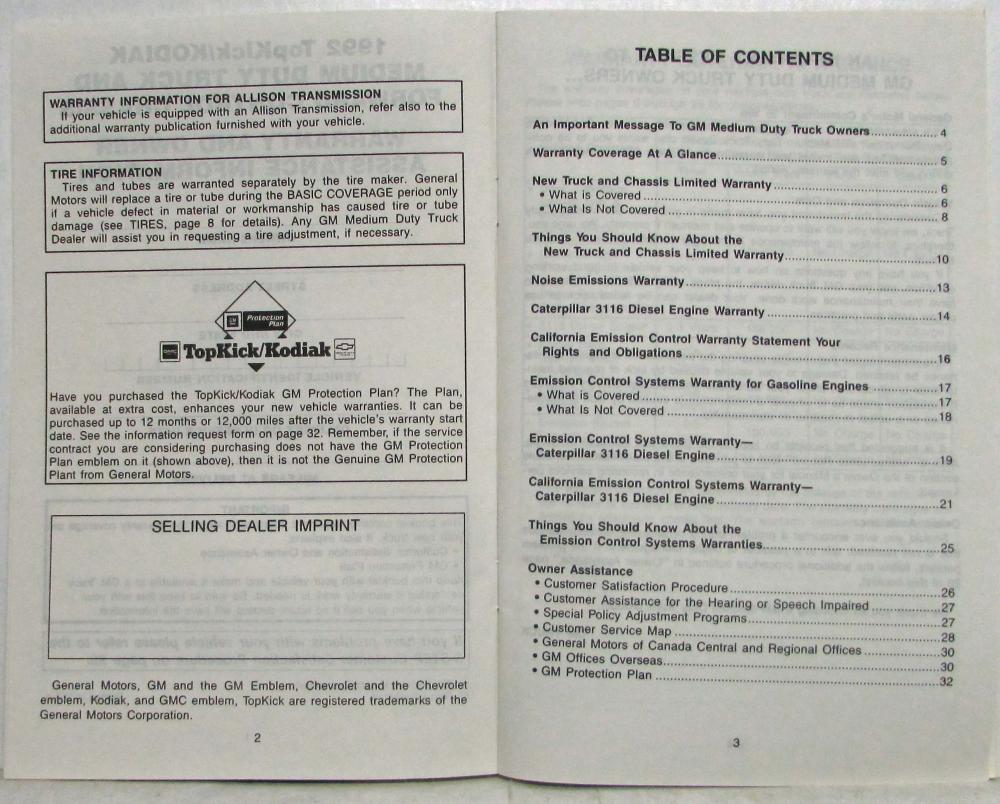 WARRANTY INFORMATION FOR ALLISON TRANSMISSION
If your vehicle is equipped with an Allison Transmission, refer also to the
additional warranty publication furnished with your vehicle.
TIRE INFORMATION
Tires and tubes are warranted separately by the tire maker. General
Motors will replace a tire or tube during the BASIC COVERAGE period only
if a vehicle defect in material or workmanship has caused tire or tube
damage (see TIRES, page 8 for details). Any GM Medium Duty Truck
Dealer will assist you in requesting a tire adjustment, if necessary.
GM Protection
Plan
GMC TopKick/Kodiak
Have you purchased the TopKick/Kodiak GM Protection Plan? The Plan,
available at extra cost, enhances your new vehicle warranties. It can be
purchased up to 12 months or 12,000 miles after the vehicle's warranty start
date. See the information request form on page 32. Remember, if the service
contract you are considering purchasing does not have the GM Protection
Plan emblem on it (shown above), then it is not the Genuine GM Protection
Plant from General Motors.
SELLING DEALER IMPRINT
General Motors, GM and the GM Emblem, Chevrolet and the Chevrolet
emblem, Kodiak, and GMC emblem, TopKick are registered trademarks of the
General Motors Corporation.
2
TABLE OF CONTENTS
An Important Message To GM Medium Duty Truck Owners.................. 4
Warranty Coverage At A Glance.................. 5
New Truck and Chassis Limited Warranty.................. 6
• What is Covered.................. 6
• What Is Not Covered.................. 8
Things You Should Know About the
New Truck and Chassis Limited Warranty..................10
Noise Emissions Warranty..................13
Caterpillar 3116 Diesel Engine Warranty..................14
California Emission Control Warranty Statement Your
Rights and Obligations..................16
Emission Control Systems Warranty for Gasoline Engines..................17
• What is Covered..................17
• What Is Not Covered..................18
Emission Control Systems Warranty—
Caterpillar 3116 Diesel Engine..................19
California Emission Control Systems Warranty—
Caterpillar 3116 Diesel Engine..................21
Things You Should Know About the
Emission Control Systems Warranties..................25
Owner Assistance
• Customer Satisfaction Procedure..................26
• Customer Assistance for the Hearing or Speech Impaired..................27
• Special Policy Adjustment Programs..................27
• Customer Service Map..................28
• General Motors of Canada Central and Regional Offices..................30
• GM Offices Overseas..................30
• GM Protection Plan..................32
3